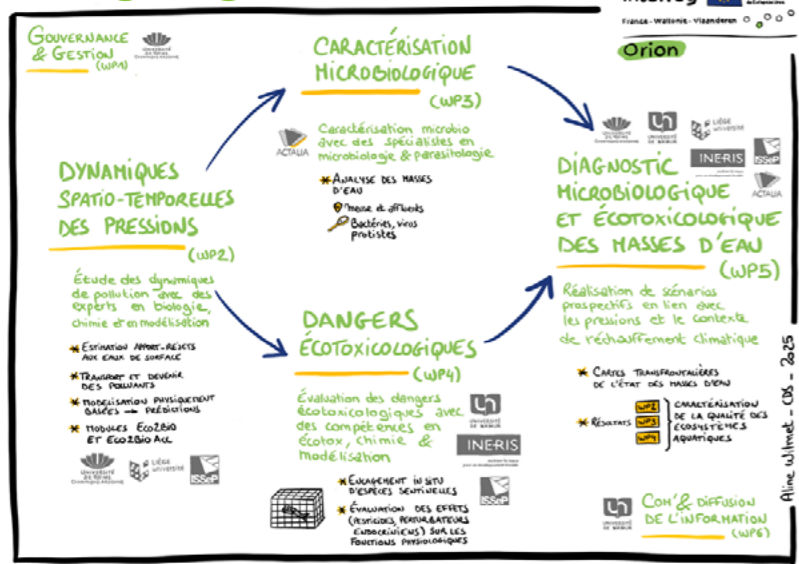 France-Wallonie-Vlaanderen
Orion
GOUVERNANCE
& GESTION
(WP1)
CARACTÉRISATION
MICROBIOLOGIQUE
(WP3)
Caractérisation microbio
avec des spécialistes en
microbiologie & parasitologie
ACTALIA
ANALYSE DES MASSES
D'EAU
Meuse et affluents
Bactéries, virus
protistes
DYNAMIQUES
SPATIO-TEMPORELLES
DES PRESSIONS
(WP2)
Étude des dynamiques
de pollution avec des
experts en biologie,
chimie et en modélisation
ESTIMATION APPORT-REJETS
AUX EAUX DE SURFACE
TRANSPORT ET DEVENIR
DES POLLUANTS
MODÉLISATION PHYSIQUEMENT
BASÉES → PRÉDICTIONS
MODULES ECO2BIO
ET ECO2BIO ACL
LIÈGE
université
ISSeP
DANGERS
ÉCOTOXICOLOGIQUES
(WP4)
Évaluation des dangers
écotoxicologiques avec
des compétences en
écotox, chimie &
modélisation
UNIVERSITÉ
DE NAMUR
INERIS
ISSeP
ENCAGEMENT IN SITU
D'ESPÈCES SENTINELLES
ÉVALUATION DES EFFETS
(PESTICIDES, PERTURBATEURS
ENDOCRINIENS) SUR LES
FONCTIONS PHYSIOLOGIQUES
UNIVERSITÉ
DE NAMUR
LIÈGE
université
INERIS
ISSeP
ACTALIA
DIAGNOSTIC
MICROBIOLOGIQUE
ET ÉCOTOXICOLOGIQUE
DES MASSES D'EAU
(WP5)
Réalisation de scénarios
prospectifs en lien avec
les pressions et le contexte
de réchauffement climatique
CARTES TRANSFRONTALIÈRES
DE L'ÉTAT DES MASSES D'EAU
RÉSULTATS
WP2
WP3
WP4
CARACTÉRISATION
DE LA QUALITÉ DES
ECOSYSTÈMES
AQUATIQUES
UNIVERSITÉ
DE NAMUR
COM' & DIFFUSION
DE L'INFORMATION
(WP6)
Aline Wilmet - CDS - 2025